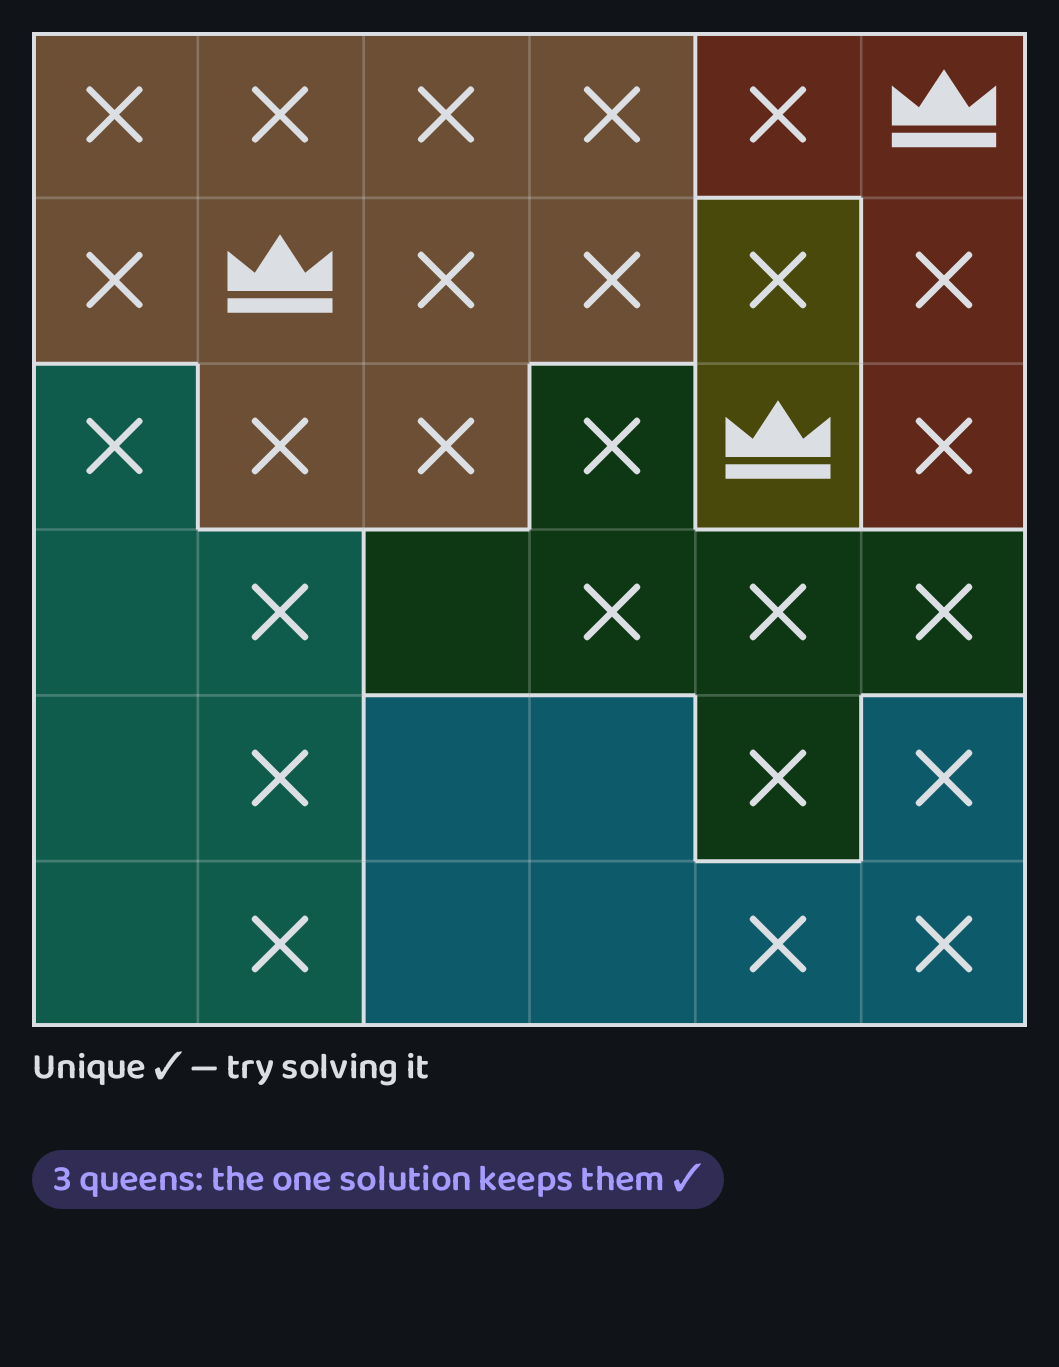 Unique ✓ — try solving it
3 queens: the one solution keeps them ✓